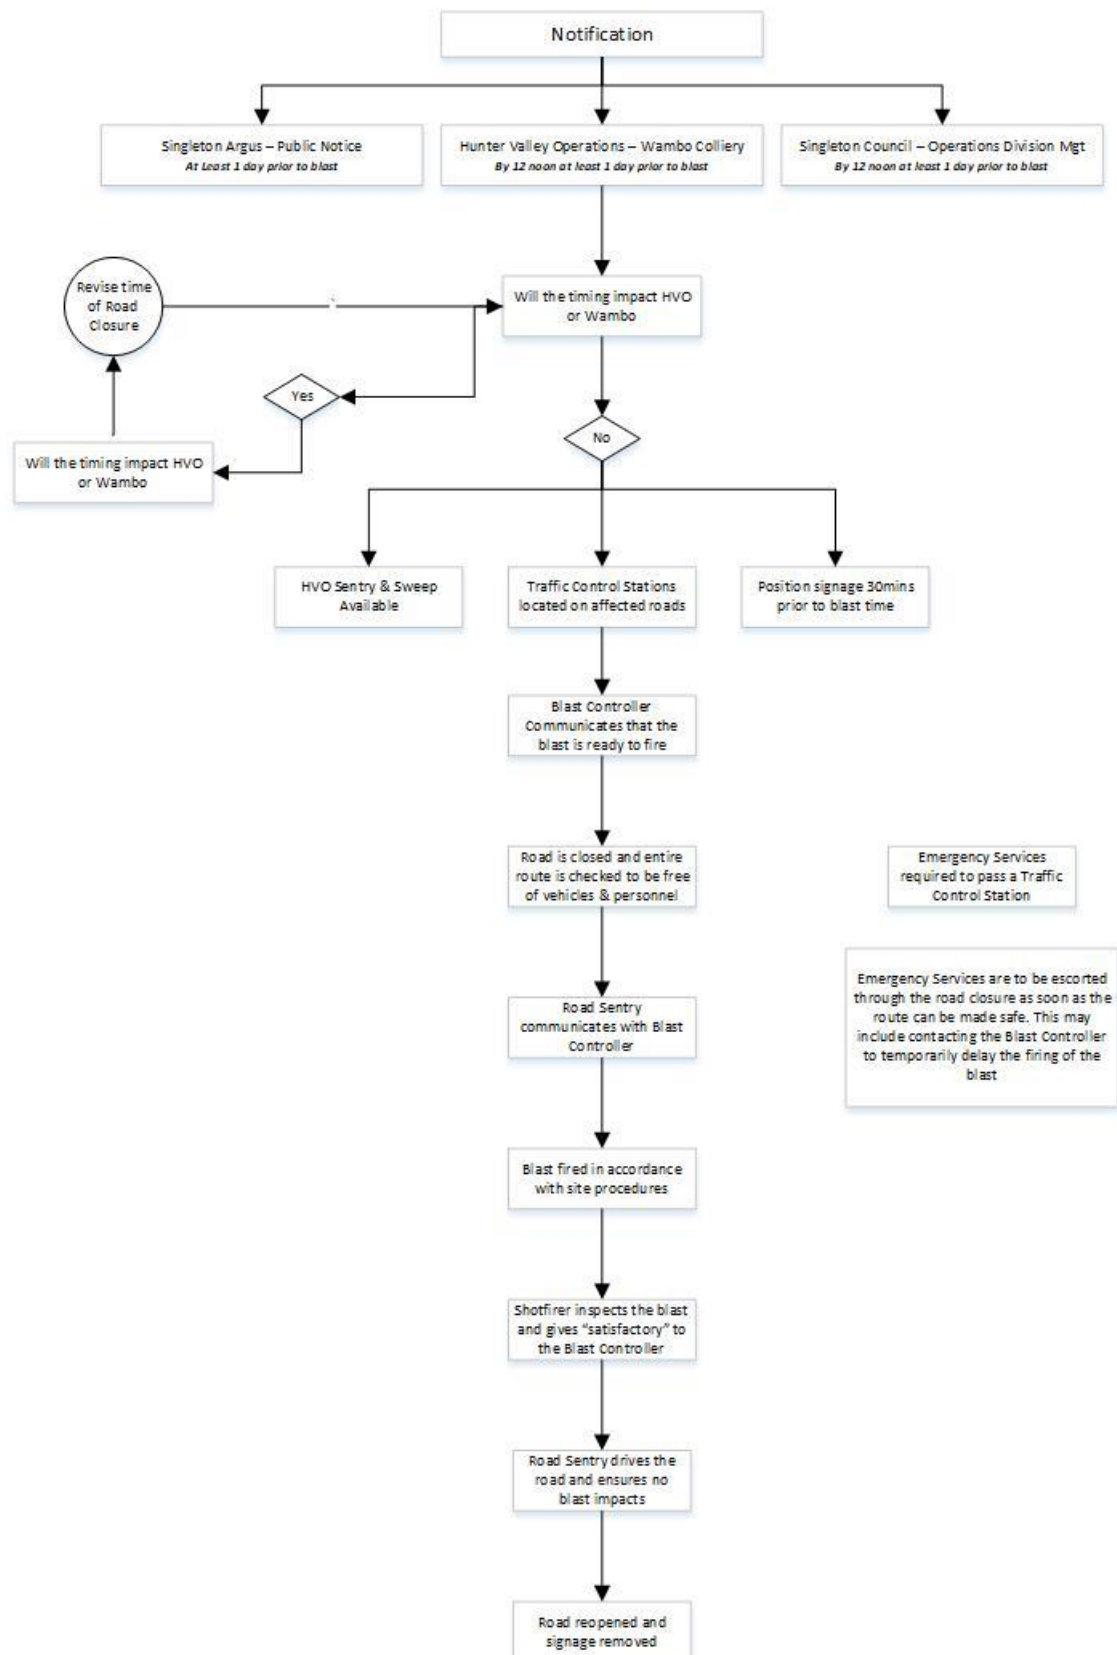 Notification
Singleton Argus – Public Notice
At Least 1 day prior to blast
Hunter Valley Operations – Wambo Colliery
By 12 noon at least 1 day prior to blast
Singleton Council – Operations Division Mgt
By 12 noon at least 1 day prior to blast
Revise time
of Road
Closure
Will the timing impact HVO
or Wambo
Yes
No
Will the timing impact HVO
or Wambo
HVO Sentry & Sweep
Available
Traffic Control Stations
located on affected roads
Position signage 30mins
prior to blast time
Blast Controller
Communicates that the
blast is ready to fire
Road is closed and entire
route is checked to be free
of vehicles & personnel
Emergency Services
required to pass a Traffic
Control Station
Emergency Services are to be escorted
through the road closure as soon as the
route can be made safe. This may
include contacting the Blast Controller
to temporarily delay the firing of the
blast
Road Sentry
communicates with Blast
Controller
Blast fired in accordance
with site procedures
Shotfirer inspects the blast
and gives “satisfactory” to
the Blast Controller
Road Sentry drives the
road and ensures no
blast impacts
Road reopened and
signage removed